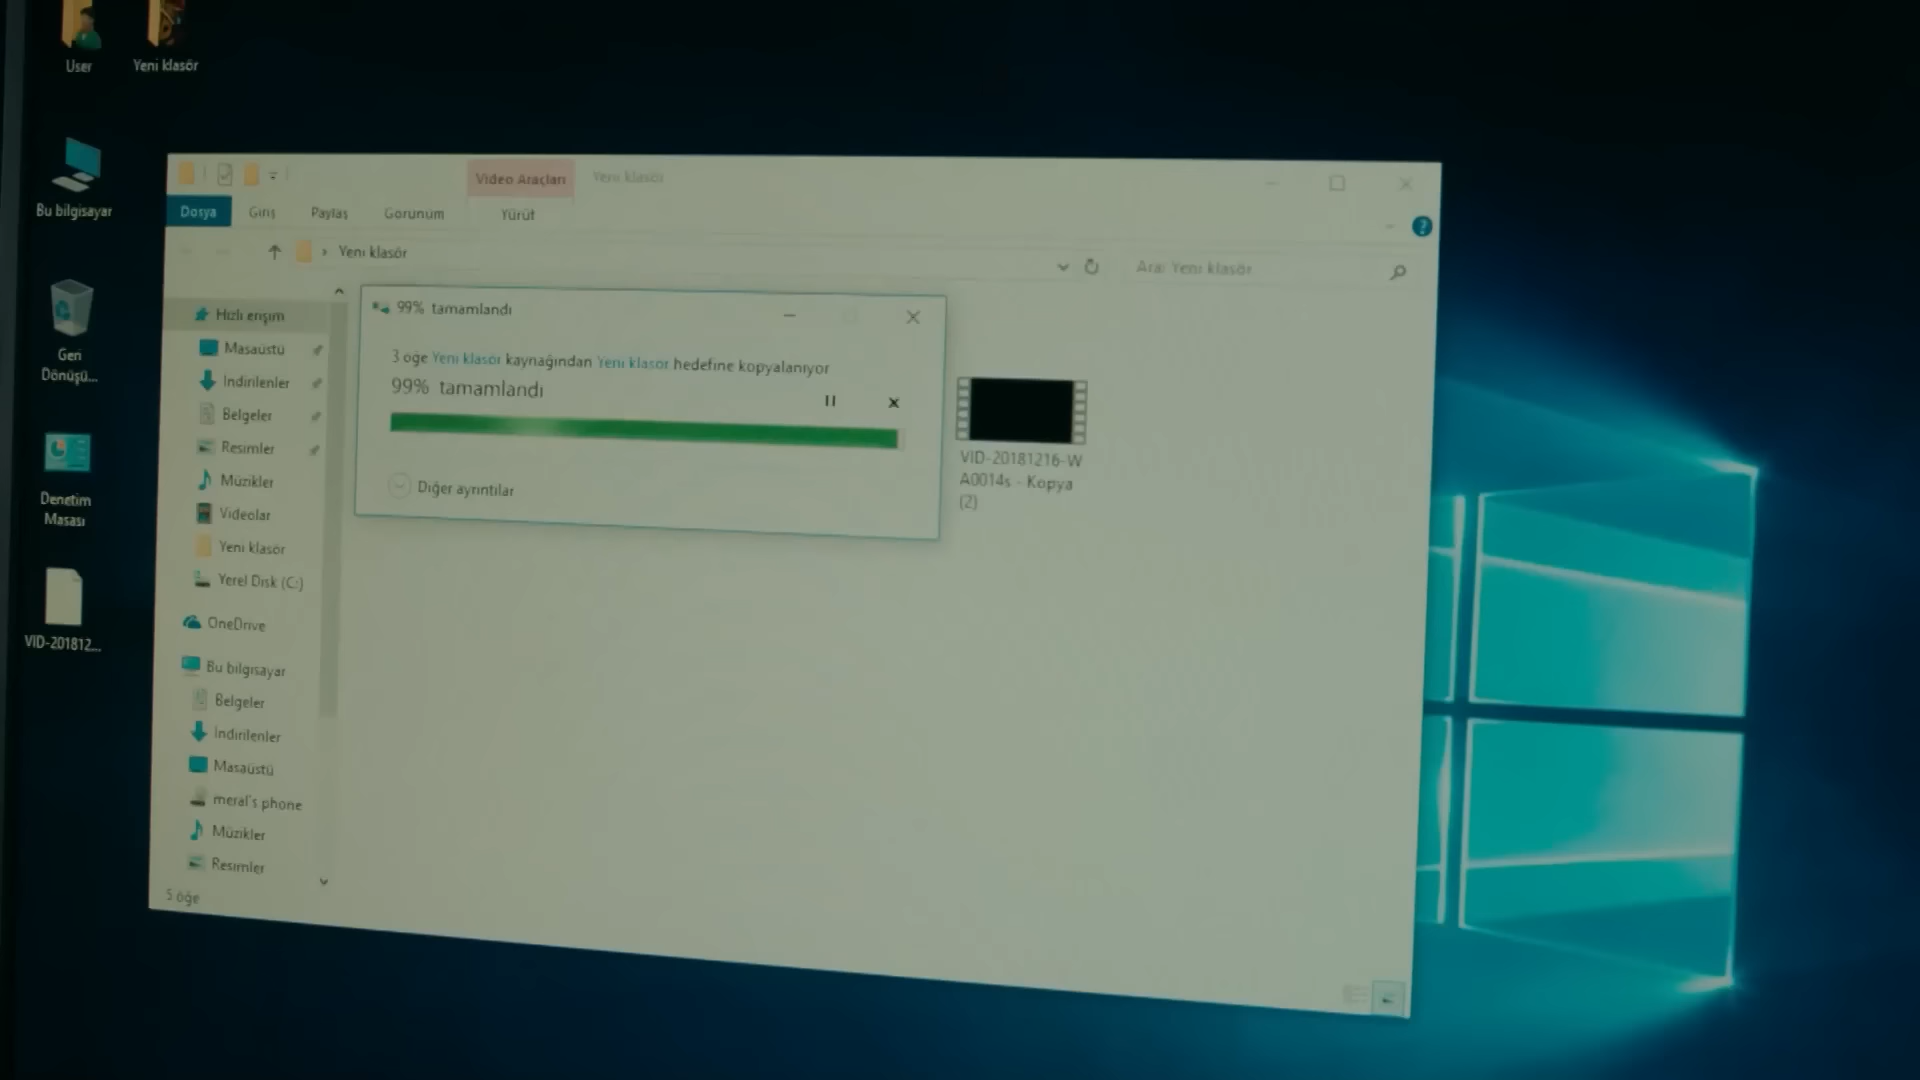 User
Yeni klasör
Bu bilgisayar
Geri
Dönüşü...
Denetim
Masası
VID-201812...
Video Araçları
Yeni klasör
Dosya
Giriş
Paylaş
Görünüm
Yürüt
Yeni klasör
Ara: Yeni klasör
Hızlı erişim
Masaüstü
İndirilenler
Belgeler
Resimler
Müzikler
Videolar
Yeni klasör
Yerel Disk (C:)
OneDrive
Bu bilgisayar
Belgeler
İndirilenler
Masaüstü
meral's phone
Müzikler
Resimler
5 öğe
99% tamamlandı
3 öğe Yeni klasör kaynağından Yeni klasör hedefine kopyalanıyor
99% tamamlandı
Diğer ayrıntılar
VID-20181216-W
A0014s - Kopya
(2)